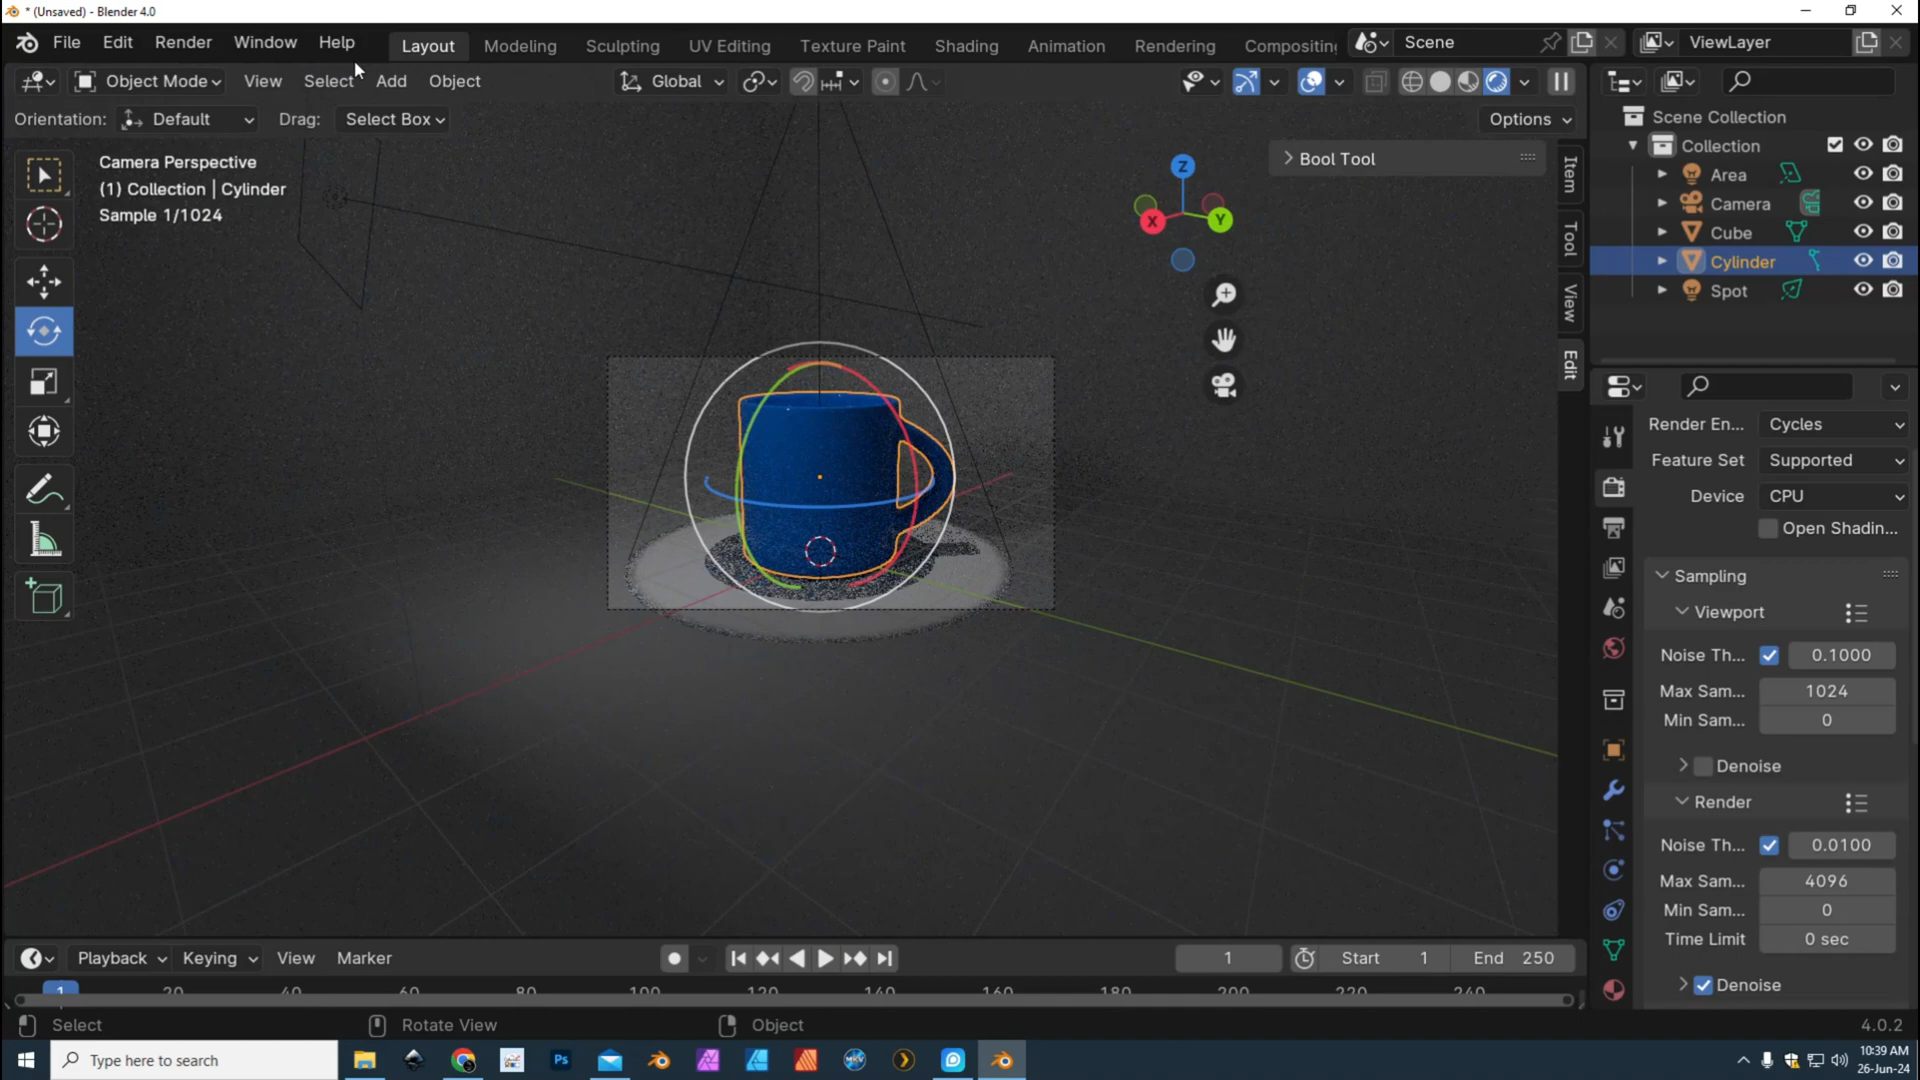 * (Unsaved) - Blender 4.0
File Edit Render Window Help Layout Modeling Sculpting UV Editing Texture Paint Shading Animation Rendering Compositing Scene ViewLayer
Object Mode View Select Add Object Global
Orientation: Default Drag: Select Box Options
Camera Perspective
(1) Collection | Cylinder
Sample 1/1024
Bool Tool
Z
X
Y
Item
Tool
View
Edit
Scene Collection
Collection
Area
Camera
Cube
Cylinder
Spot
Render En... Cycles
Feature Set Supported
Device CPU
Open Shadin...
Sampling
Viewport
Noise Th... 0.1000
Max Sam... 1024
Min Sam... 0
Denoise
Render
Noise Th... 0.0100
Max Sam... 4096
Min Sam... 0
Time Limit 0 sec
Denoise
Playback Keying View Marker 1 Start 1 End 250
1 20 40 60 80 100 120 140 160 180 200 220 240
Select Rotate View Object 4.0.2
Type here to search
Ps
MKV
10:39 AM
26-Jun-24